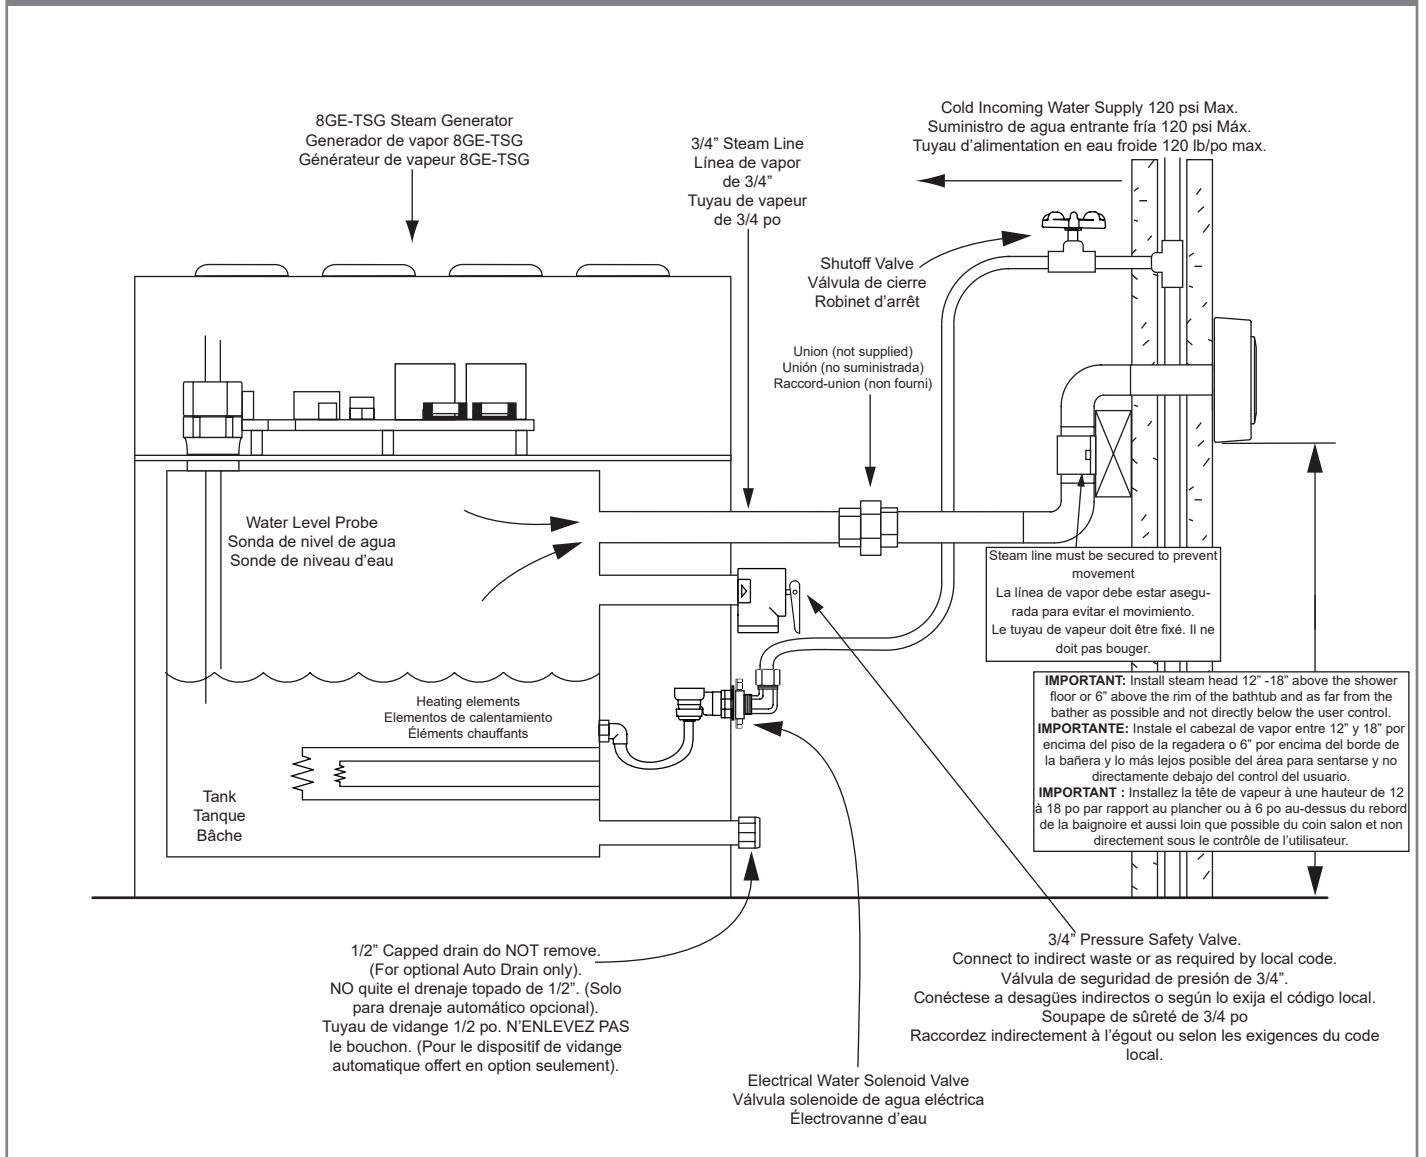 8GE-TSG Steam Generator
Generador de vapor 8GE-TSG
Générateur de vapeur 8GE-TSG
3/4” Steam Line
Línea de vapor
de 3/4”
Tuyau de vapeur
de 3/4 po
Cold Incoming Water Supply 120 psi Max.
Suministro de agua entrante fría 120 psi Máx.
Tuyau d’alimentation en eau froide 120 lb/po max.
Shutoff Valve
Válvula de cierre
Robinet d’arrêt
Union (not supplied)
Unión (no suministrada)
Raccord-union (non fourni)
Water Level Probe
Sonda de nivel de agua
Sonde de niveau d’eau
Steam line must be secured to prevent
movement
La línea de vapor debe estar asegu-
rada para evitar el movimiento.
Le tuyau de vapeur doit être fixé. Il ne
doit pas bouger.
IMPORTANT: Install steam head 12” -18” above the shower
floor or 6” above the rim of the bathtub and as far from the
bather as possible and not directly below the user control.
IMPORTANTE: Instale el cabezal de vapor entre 12” y 18” por
encima del piso de la regadera o 6” por encima del borde de
la bañera y lo más lejos posible del área para sentarse y no
directamente debajo del control del usuario.
IMPORTANT : Installez la tête de vapeur à une hauteur de 12
à 18 po par rapport au plancher ou à 6 po au-dessus du rebord
de la baignoire et aussi loin que possible du coin salon et non
directement sous le contrôle de l’utilisateur.
Heating elements
Elementos de calentamiento
Éléments chauffants
Tank
Tanque
Bâche
1/2” Capped drain do NOT remove.
(For optional Auto Drain only).
NO quite el drenaje topado de 1/2”. (Solo
para drenaje automático opcional).
Tuyau de vidange 1/2 po. N’ENLEVEZ PAS
le bouchon. (Pour le dispositif de vidange
automatique offert en option seulement).
3/4” Pressure Safety Valve.
Connect to indirect waste or as required by local code.
Válvula de seguridad de presión de 3/4”.
Conéctese a desagües indirectos o según lo exija el código local.
Soupape de sûreté de 3/4 po
Raccordez indirectement à l’égout ou selon les exigences du code
local.
Electrical Water Solenoid Valve
Válvula solenoide de agua eléctrica
Électrovanne d’eau